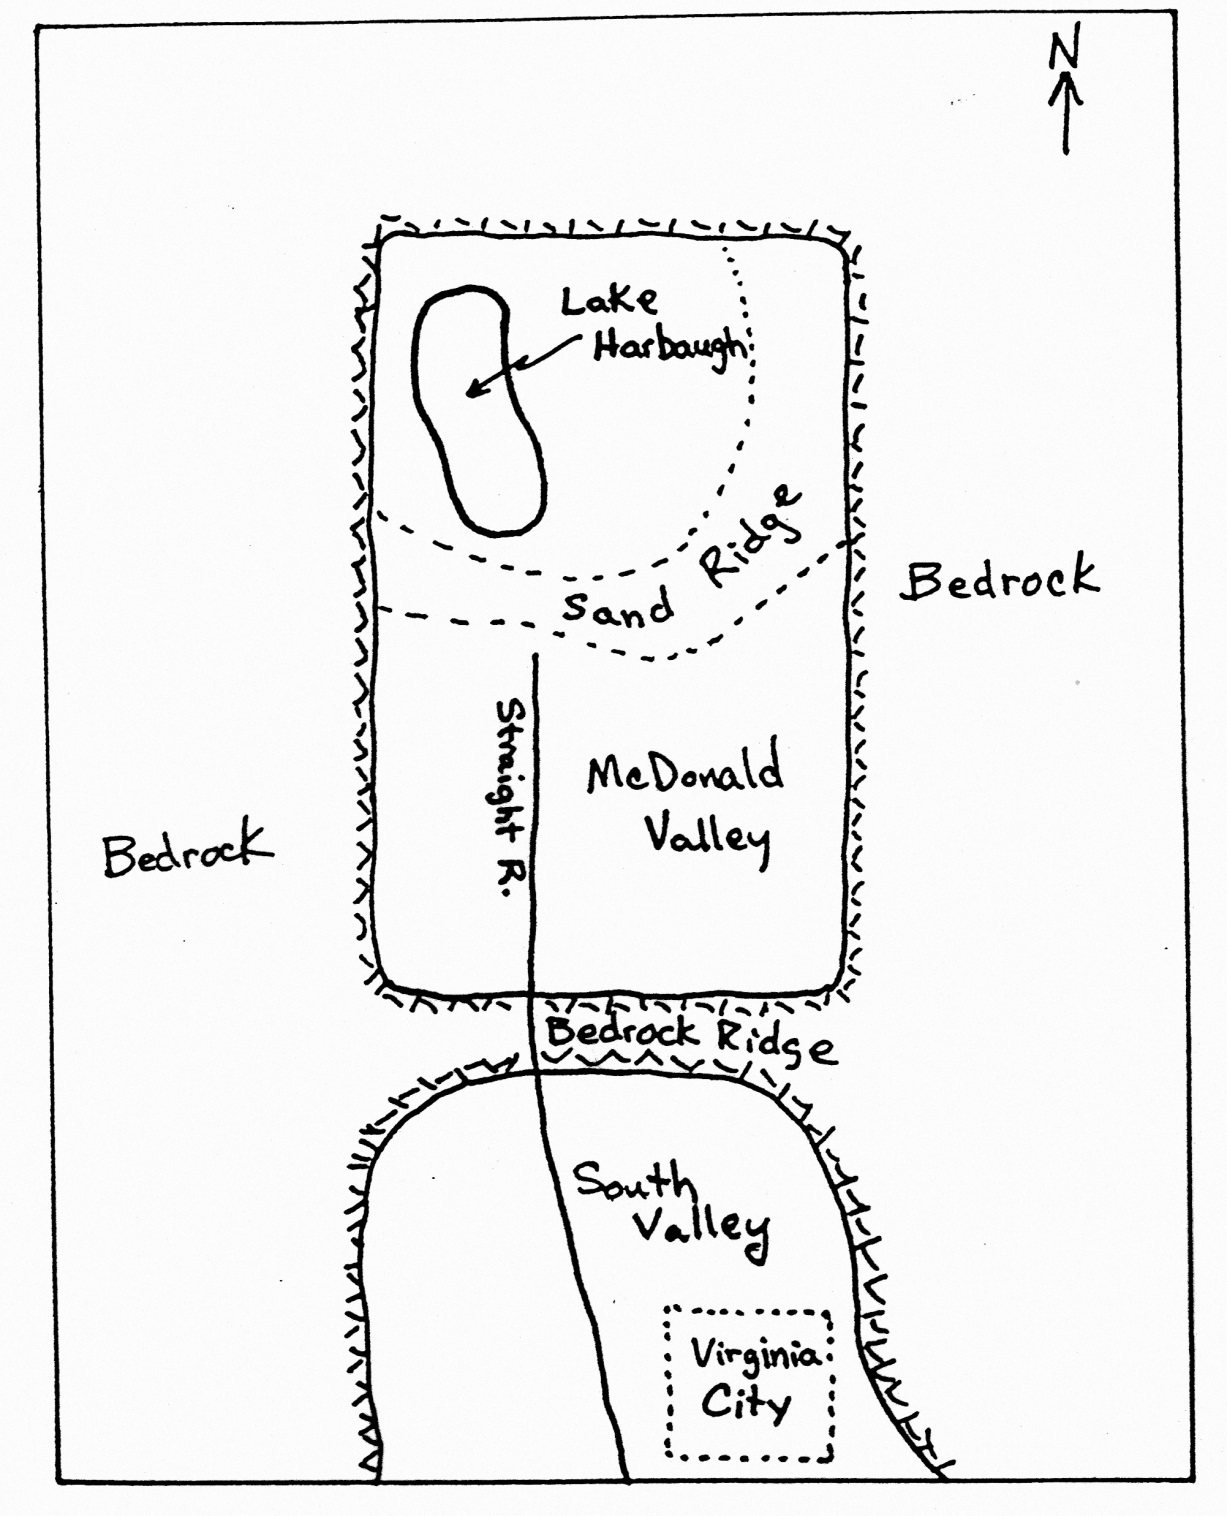 N
Lake
Harbaugh
Sand Ridge
Bedrock
Straight R.
McDonald
Valley
Bedrock
Bedrock Ridge
South
Valley
Virginia
City